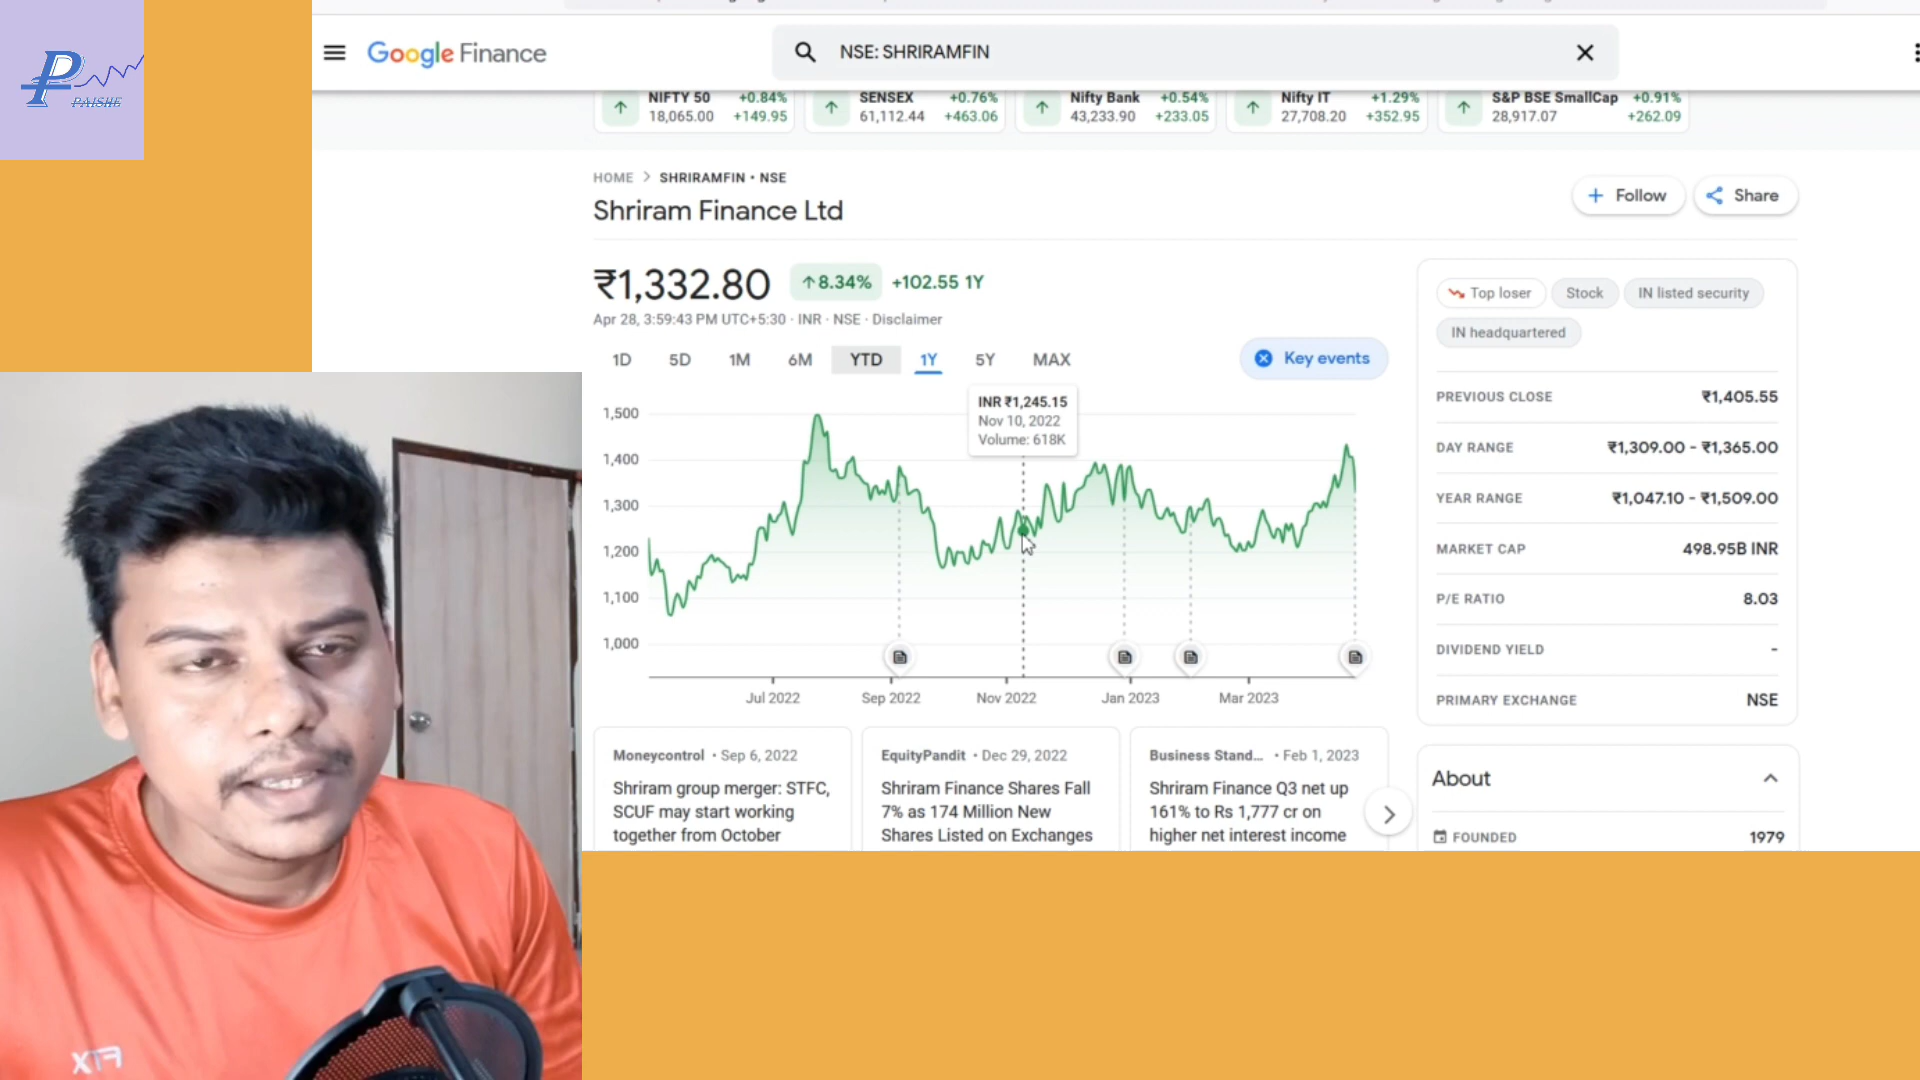 PAISHE
Google Finance
NSE: SHRIRAMFIN
NIFTY 50 +0.84%
18,065.00 +149.95
SENSEX +0.76%
61,112.44 +463.06
Nifty Bank +0.54%
43,233.90 +233.05
Nifty IT +1.29%
27,708.20 +352.95
S&P BSE SmallCap +0.91%
28,917.07 +262.09
HOME > SHRIRAMFIN • NSE
Shriram Finance Ltd
+ Follow
Share
₹1,332.80 ↑8.34% +102.55 1Y
Apr 28, 3:59:43 PM UTC+5:30 · INR · NSE · Disclaimer
1D 5D 1M 6M YTD 1Y 5Y MAX
Key events
INR ₹1,245.15
Nov 10, 2022
Volume: 618K
1,500
1,400
1,300
1,200
1,100
1,000
Jul 2022 Sep 2022 Nov 2022 Jan 2023 Mar 2023
Top loser Stock IN listed security
IN headquartered
PREVIOUS CLOSE ₹1,405.55
DAY RANGE ₹1,309.00 - ₹1,365.00
YEAR RANGE ₹1,047.10 - ₹1,509.00
MARKET CAP 498.95B INR
P/E RATIO 8.03
DIVIDEND YIELD -
PRIMARY EXCHANGE NSE
Moneycontrol • Sep 6, 2022
Shriram group merger: STFC,
SCUF may start working
together from October
EquityPandit • Dec 29, 2022
Shriram Finance Shares Fall
7% as 174 Million New
Shares Listed on Exchanges
Business Stand... • Feb 1, 2023
Shriram Finance Q3 net up
161% to Rs 1,777 cr on
higher net interest income
About
FOUNDED 1979